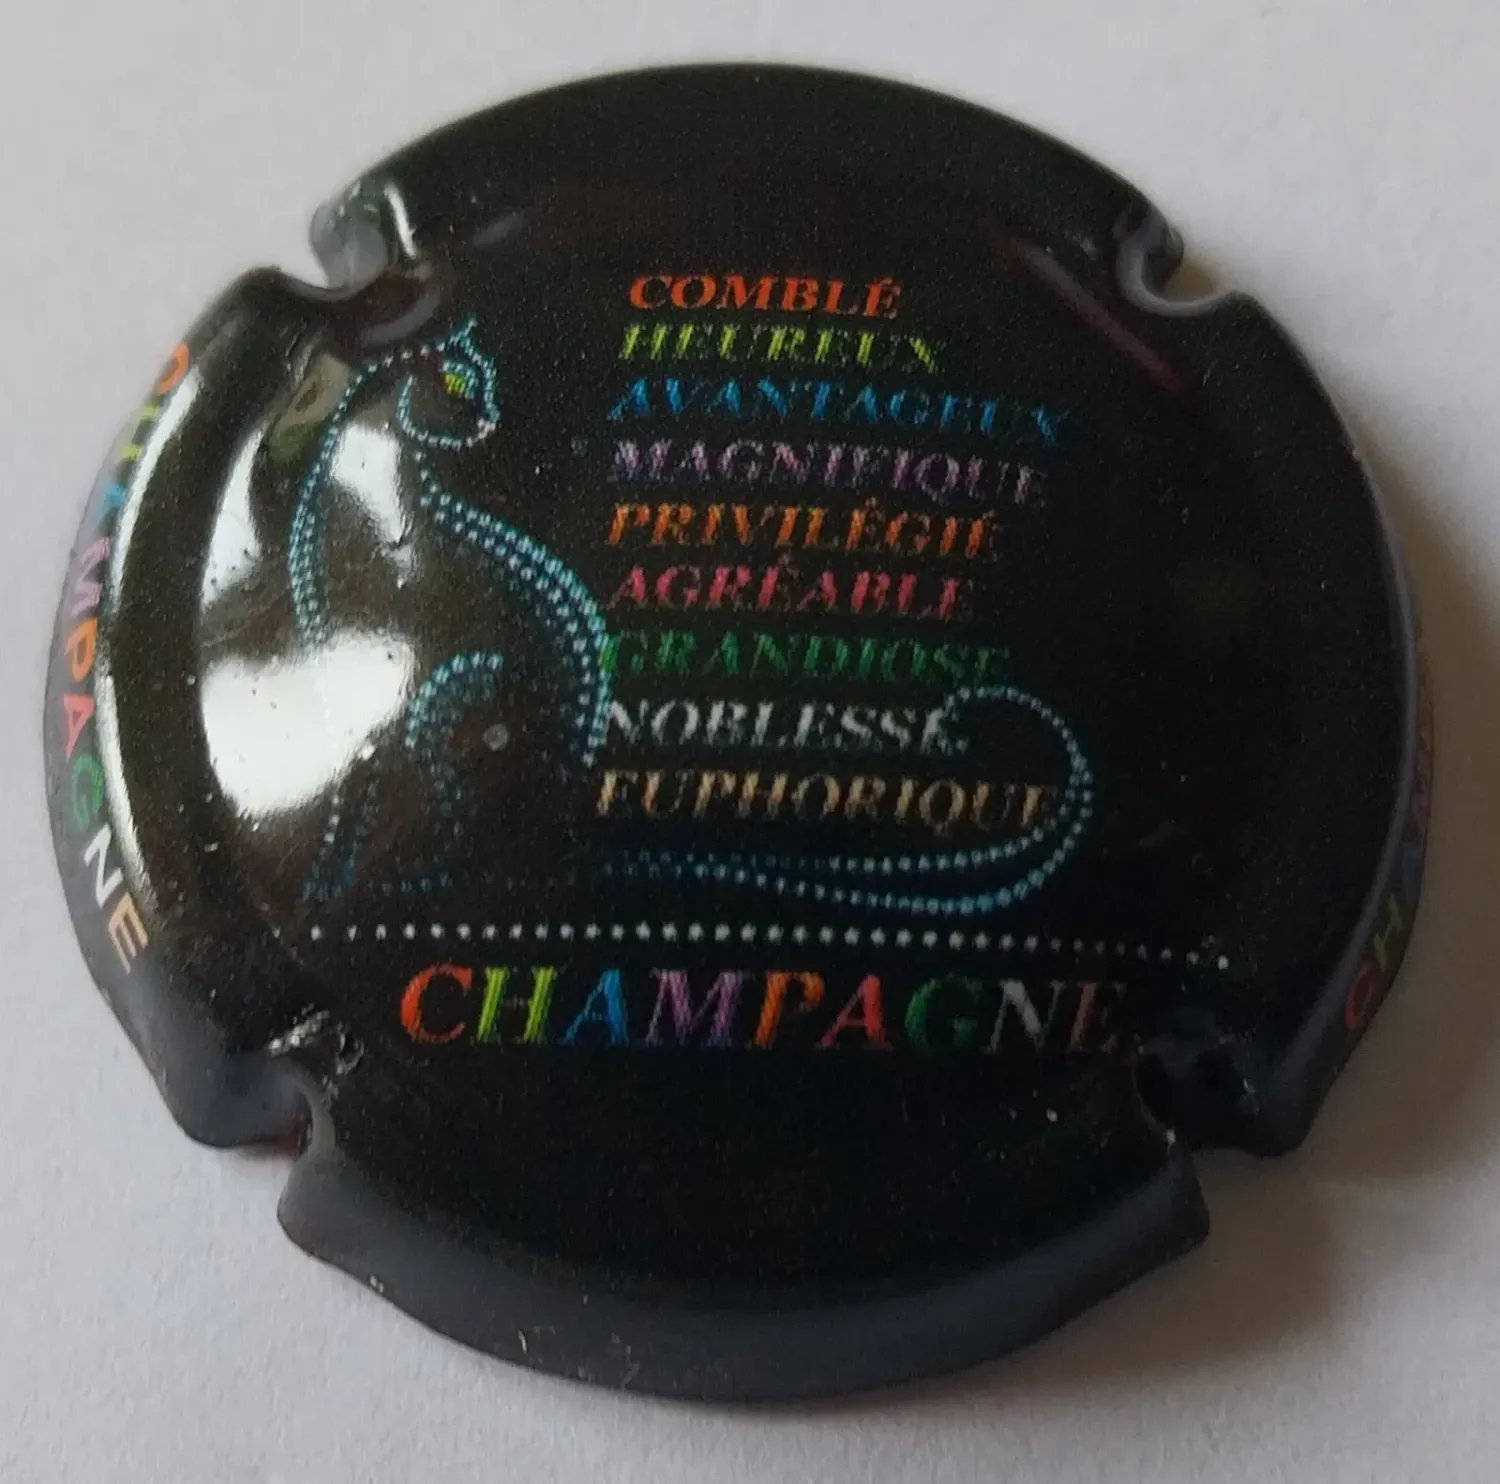 COMBLÉ
HEUREUX
AVANTAGEUX
MAGNIFIQUE
PRIVILÉGIÉ
AGRÉABLE
GRANDIOSE
NOBLESSE
EUPHORIQUE
CHAMPAGNE
CHAMPAGNE